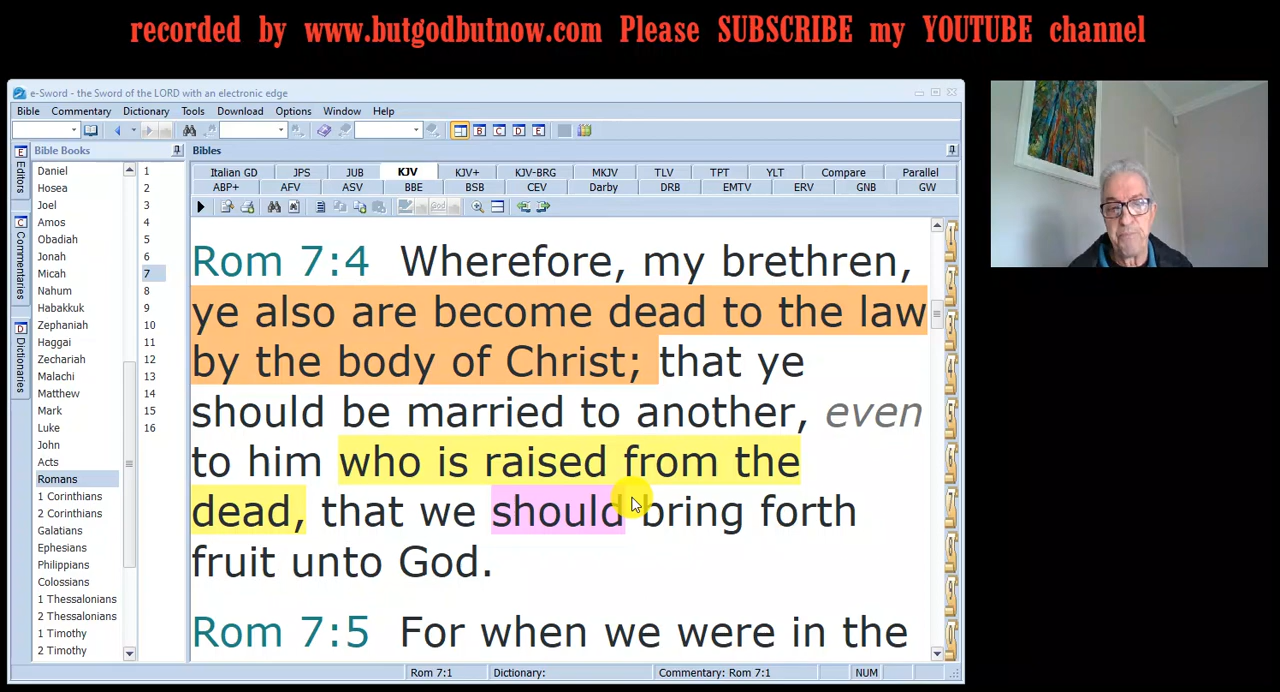 recorded by www.butgodbutnow.com Please SUBSCRIBE my YOUTUBE channel
e-Sword - the Sword of the LORD with an electronic edge
Bible Commentary Dictionary Tools Download Options Window Help
B C D E
Bible Books
Bibles
Editors
Commentaries
Dictionaries
Daniel 1
Hosea 2
Joel 3
Amos 4
Obadiah 5
Jonah 6
Micah 7
Nahum 8
Habakkuk 9
Zephaniah 10
Haggai 11
Zechariah 12
Malachi 13
Matthew 14
Mark 15
Luke 16
John
Acts
Romans
1 Corinthians
2 Corinthians
Galatians
Ephesians
Philippians
Colossians
1 Thessalonians
2 Thessalonians
1 Timothy
2 Timothy
Italian GD JPS JUB KJV KJV+ KJV-BRG MKJV TLV TPT YLT Compare Parallel
ABP+ AFV ASV BBE BSB CEV Darby DRB EMTV ERV GNB GW
Rom 7:4 Wherefore, my brethren,
ye also are become dead to the law
by the body of Christ; that ye
should be married to another, even
to him who is raised from the
dead, that we should bring forth
fruit unto God.
Rom 7:5 For when we were in the
Rom 7:1 Dictionary: Commentary: Rom 7:1 NUM